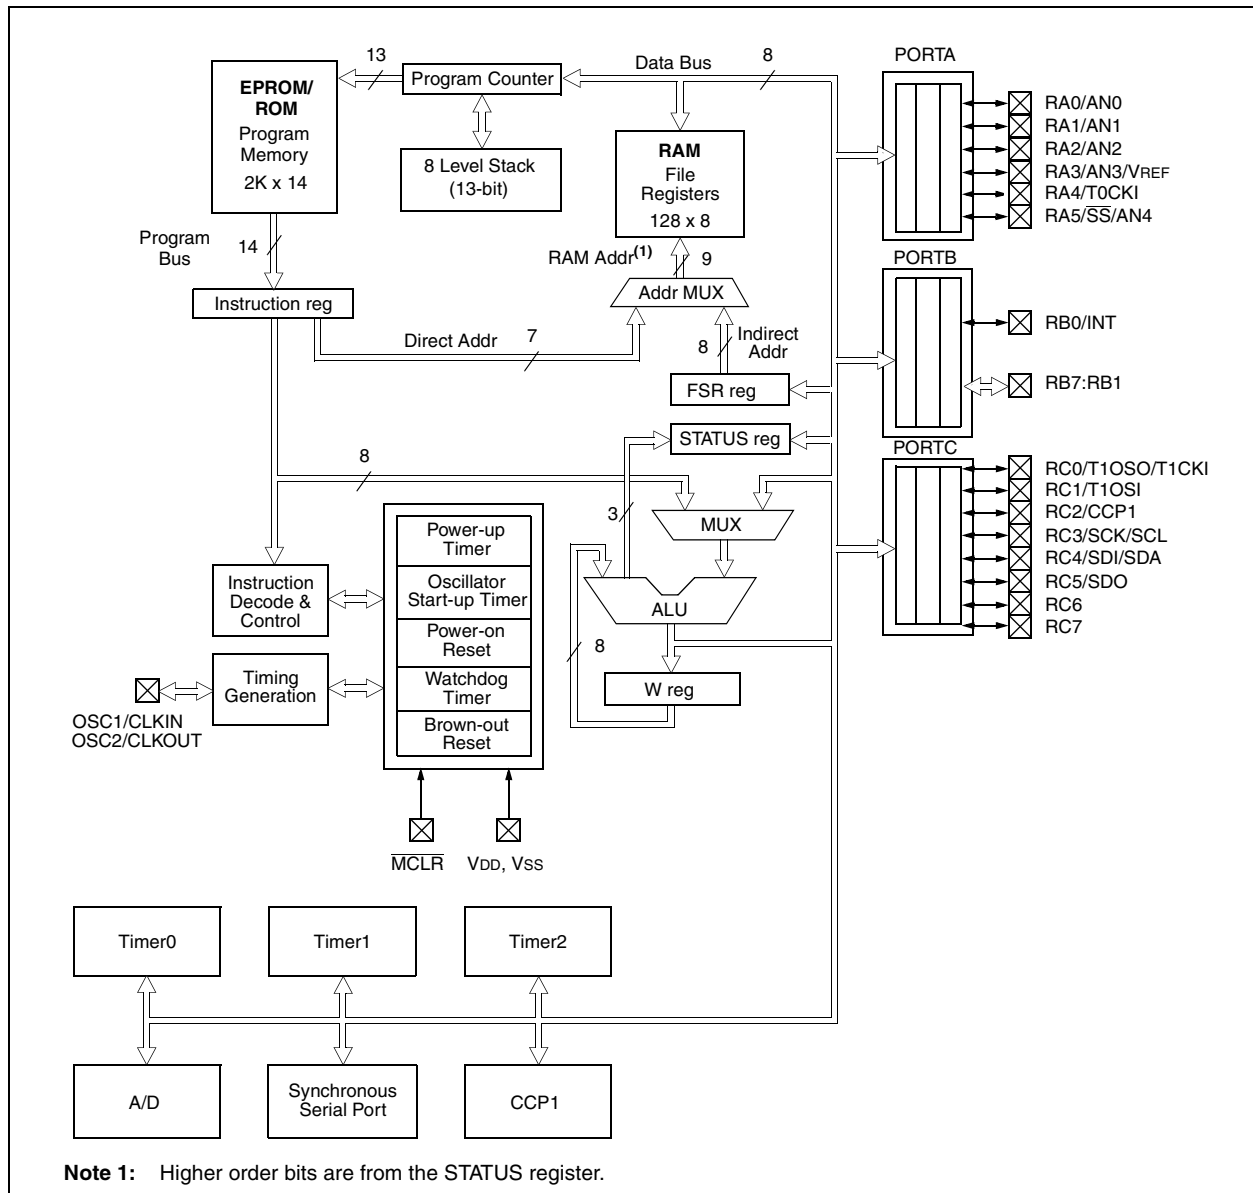 13
Data Bus
8
PORTA
EPROM/
ROM
Program
Memory
2K x 14
Program Counter
8 Level Stack
(13-bit)
RAM
File
Registers
128 x 8
RA0/AN0
RA1/AN1
RA2/AN2
RA3/AN3/VREF
RA4/T0CKI
RA5/SS/AN4
Program
Bus
14
RAM Addr(1)
9
PORTB
Instruction reg
Addr MUX
Direct Addr
7
8
Indirect
Addr
RB0/INT
RB7:RB1
FSR reg
STATUS reg
PORTC
8
3
MUX
RC0/T1OSO/T1CKI
RC1/T1OSI
RC2/CCP1
RC3/SCK/SCL
RC4/SDI/SDA
RC5/SDO
RC6
RC7
Power-up
Timer
Oscillator
Start-up Timer
Power-on
Reset
Watchdog
Timer
Brown-out
Reset
Instruction
Decode &
Control
ALU
8
W reg
Timing
Generation
OSC1/CLKIN
OSC2/CLKOUT
MCLR
VDD, VSS
Timer0
Timer1
Timer2
A/D
Synchronous
Serial Port
CCP1
Note 1: Higher order bits are from the STATUS register.